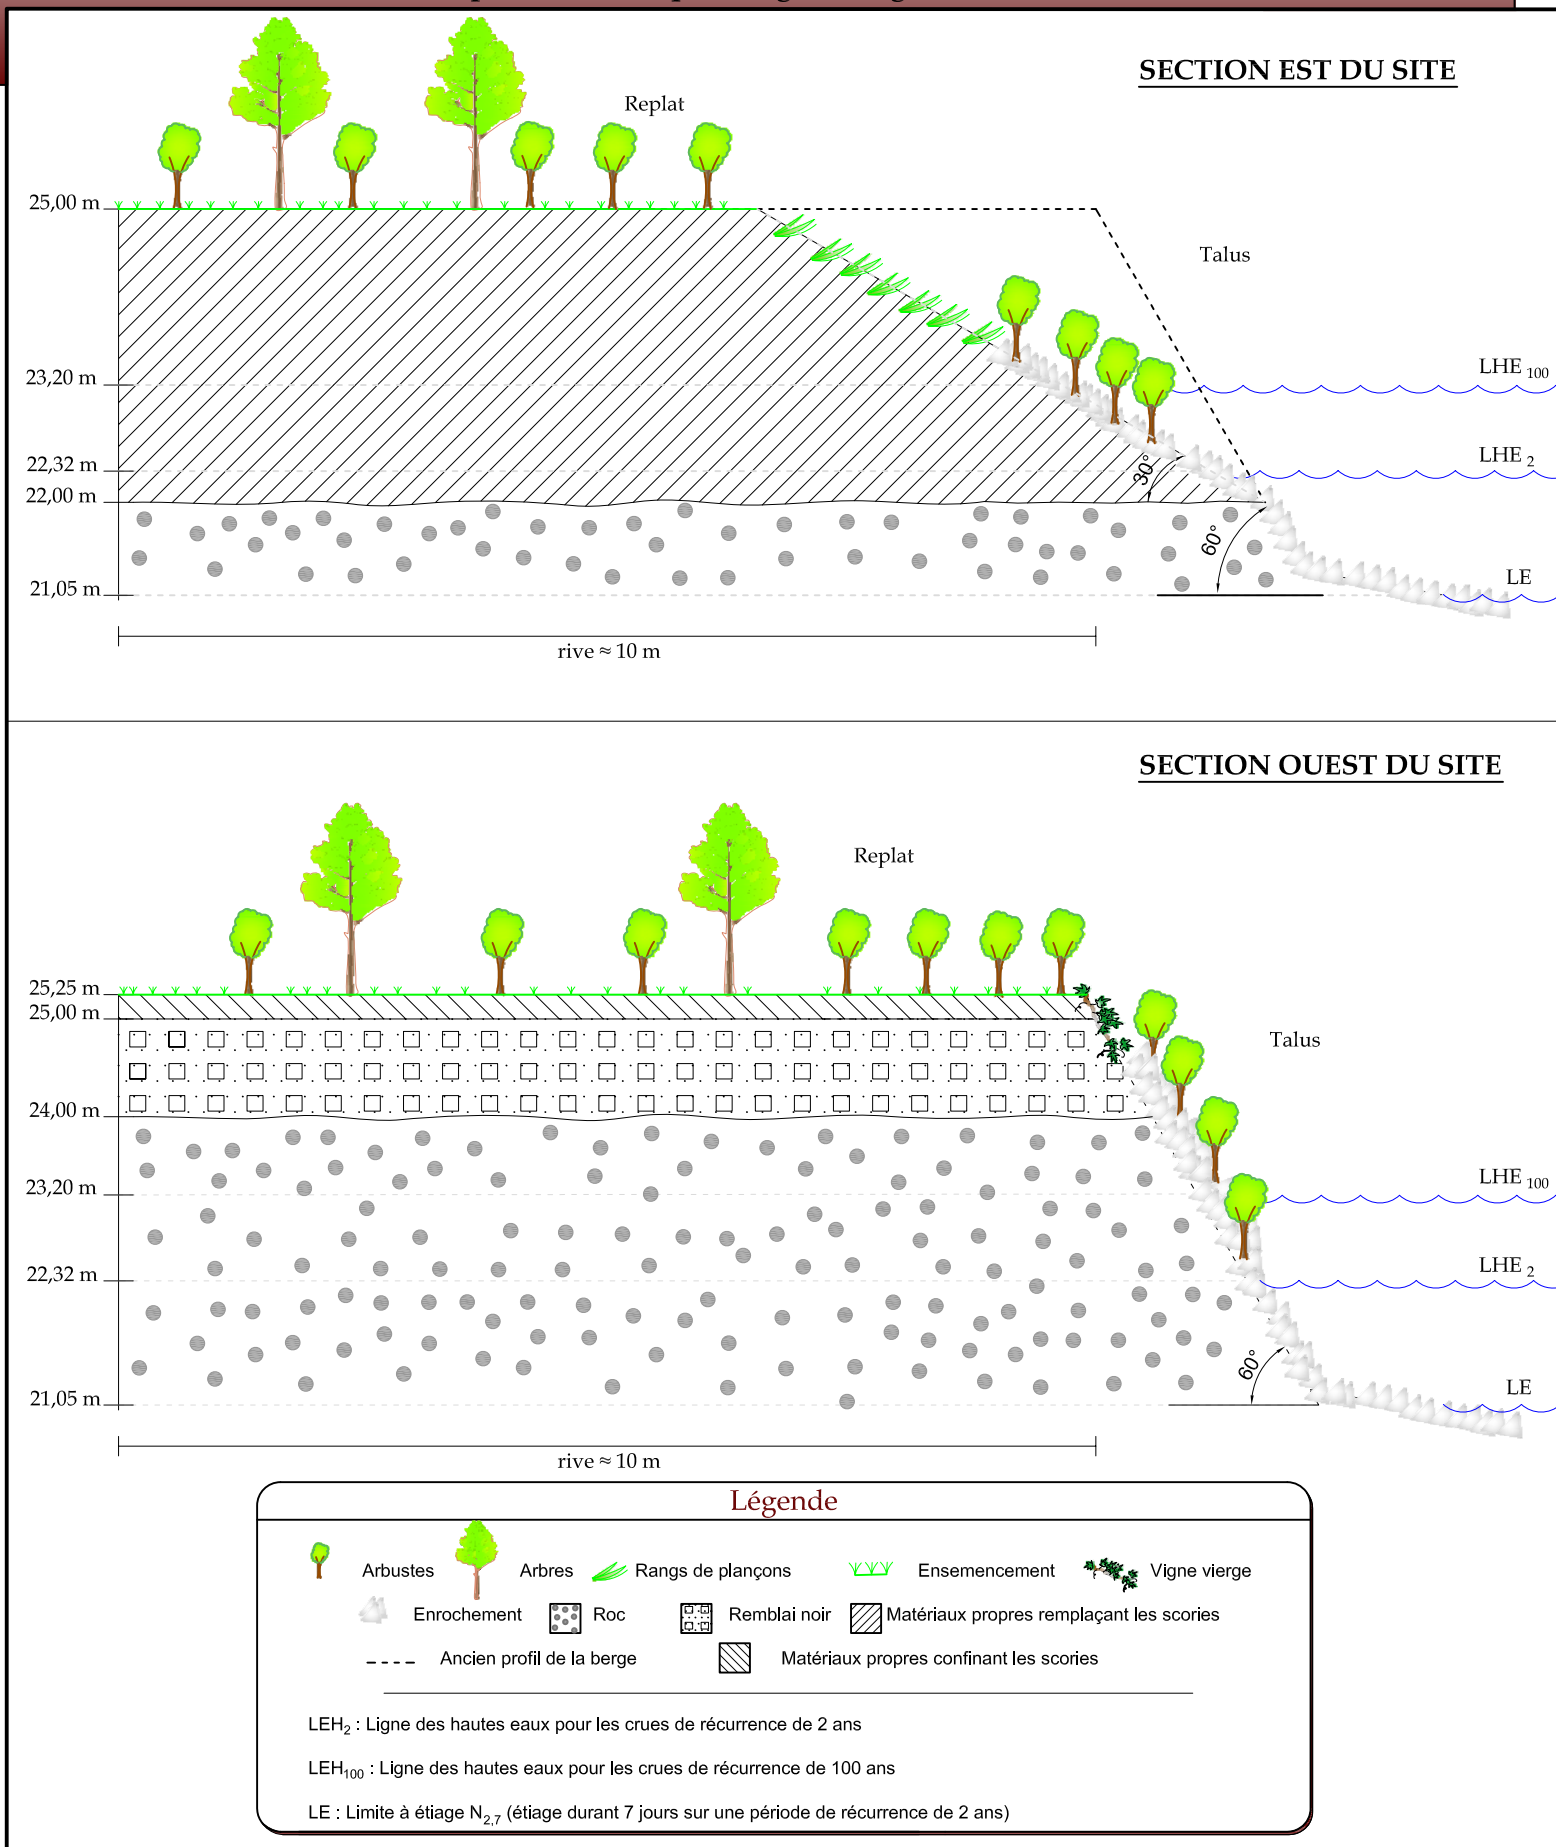 SECTION EST DU SITE
Replat
25,00 m
Talus
23,20 m
LHE 100
22,32 m
LHE 2
30°
22,00 m
60°
21,05 m
LE
rive ≈ 10 m
SECTION OUEST DU SITE
Replat
25,25 m
25,00 m
Talus
24,00 m
23,20 m
LHE 100
22,32 m
LHE 2
60°
21,05 m
LE
rive ≈ 10 m
Légende
Arbustes Arbres Rangs de plançons Ensemencement Vigne vierge
Enrochement Roc Remblai noir Matériaux propres remplaçant les scories
Ancien profil de la berge Matériaux propres confinant les scories
LEH2 : Ligne des hautes eaux pour les crues de récurrence de 2 ans
LEH100 : Ligne des hautes eaux pour les crues de récurrence de 100 ans
LE : Limite à étiage N2,7 (étiage durant 7 jours sur une période de récurrence de 2 ans)